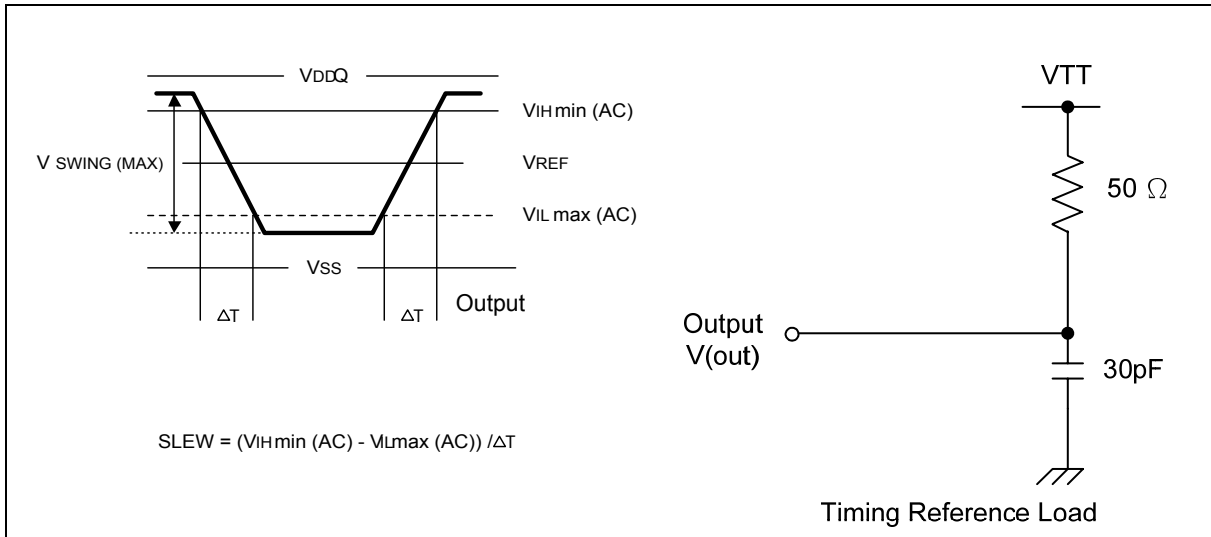 VDDQ
VIH min (AC)
V SWING (MAX)
VREF
VIL max (AC)
VSS
ΔT
ΔT
Output
SLEW = (VIH min (AC) - VILmax (AC)) /ΔT
VTT
50 Ω
Output
V(out)
30pF
Timing Reference Load